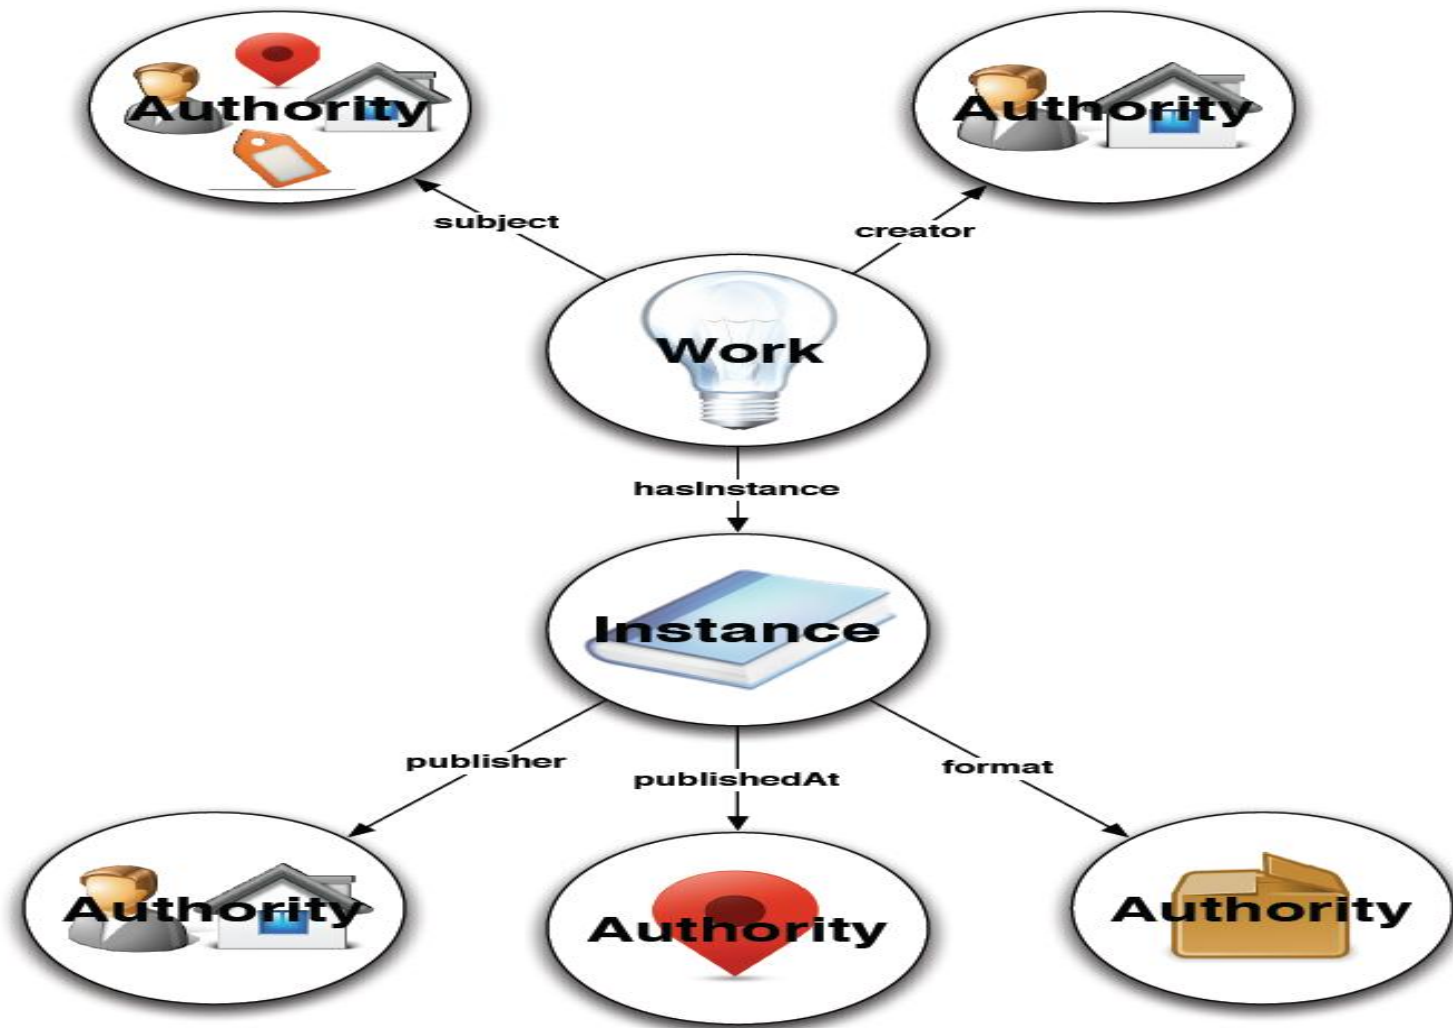 Authority
Authority
subject
creator
Work
hasInstance
Instance
publisher
publishedAt
format
Authority
Authority
Authority